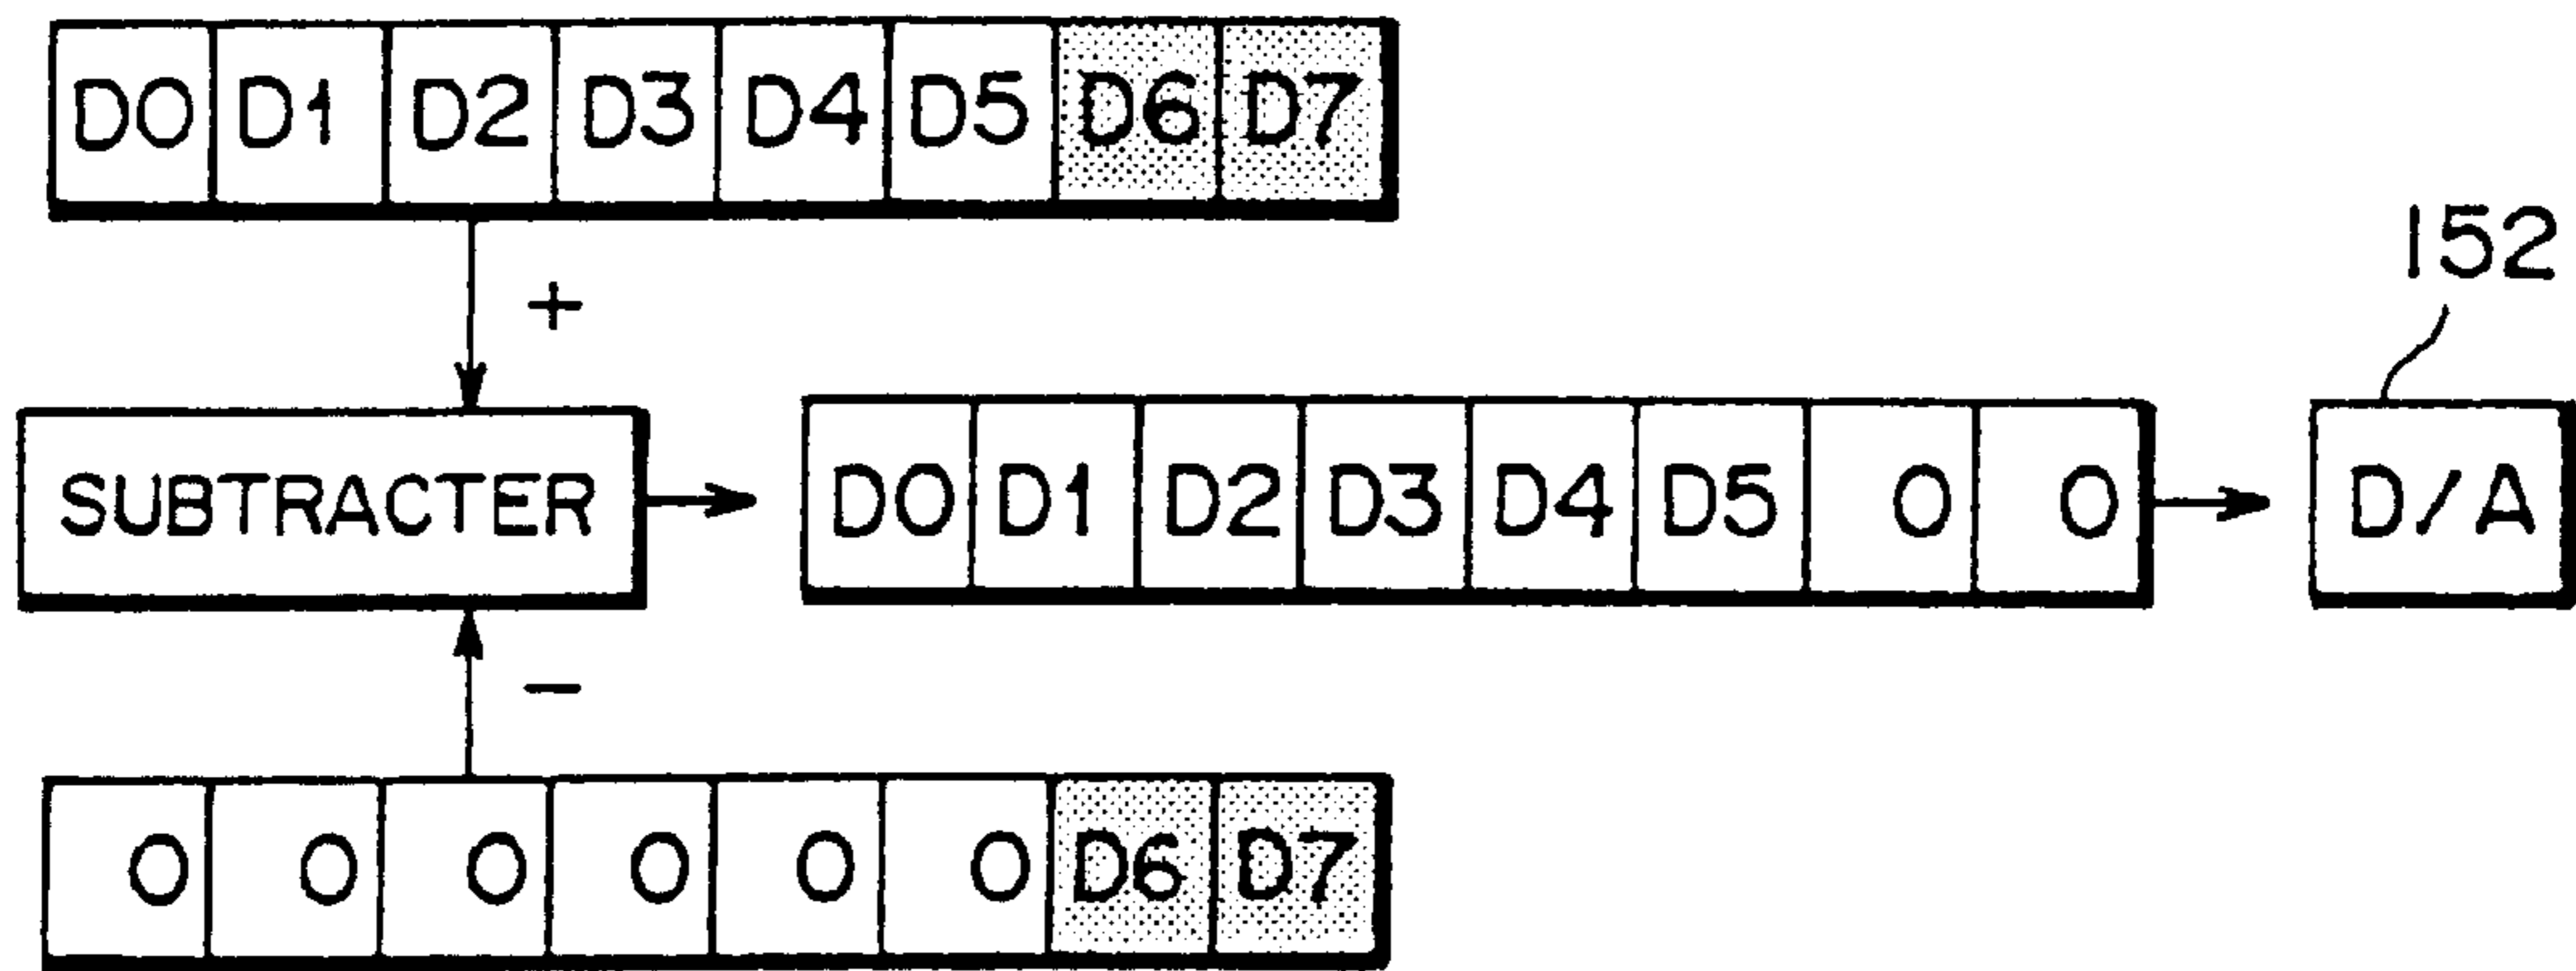 D0 D1 D2 D3 D4 D5 D6 D7
152
+
SUBTRACTER D0 D1 D2 D3 D4 D5 0 0 D/A
−
0 0 0 0 0 0 D6 D7